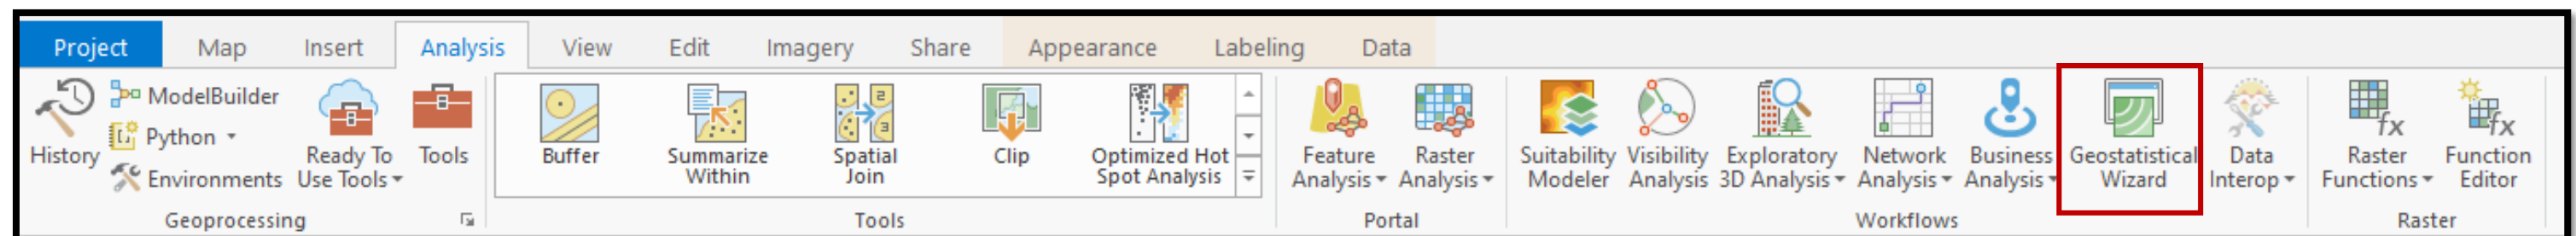 Project Map Insert Analysis View Edit Imagery Share Appearance Labeling Data
History
ModelBuilder
Python
Environments
Ready To
Use Tools
Tools
Geoprocessing
Buffer
Summarize
Within
Spatial
Join
Clip
Optimized Hot
Spot Analysis
Tools
Feature
Analysis
Raster
Analysis
Portal
Suitability
Modeler
Visibility
Analysis
Exploratory
3D Analysis
Network
Analysis
Business
Analysis
Geostatistical
Wizard
Data
Interop
Workflows
fx
Raster
Functions
fx
Function
Editor
Raster